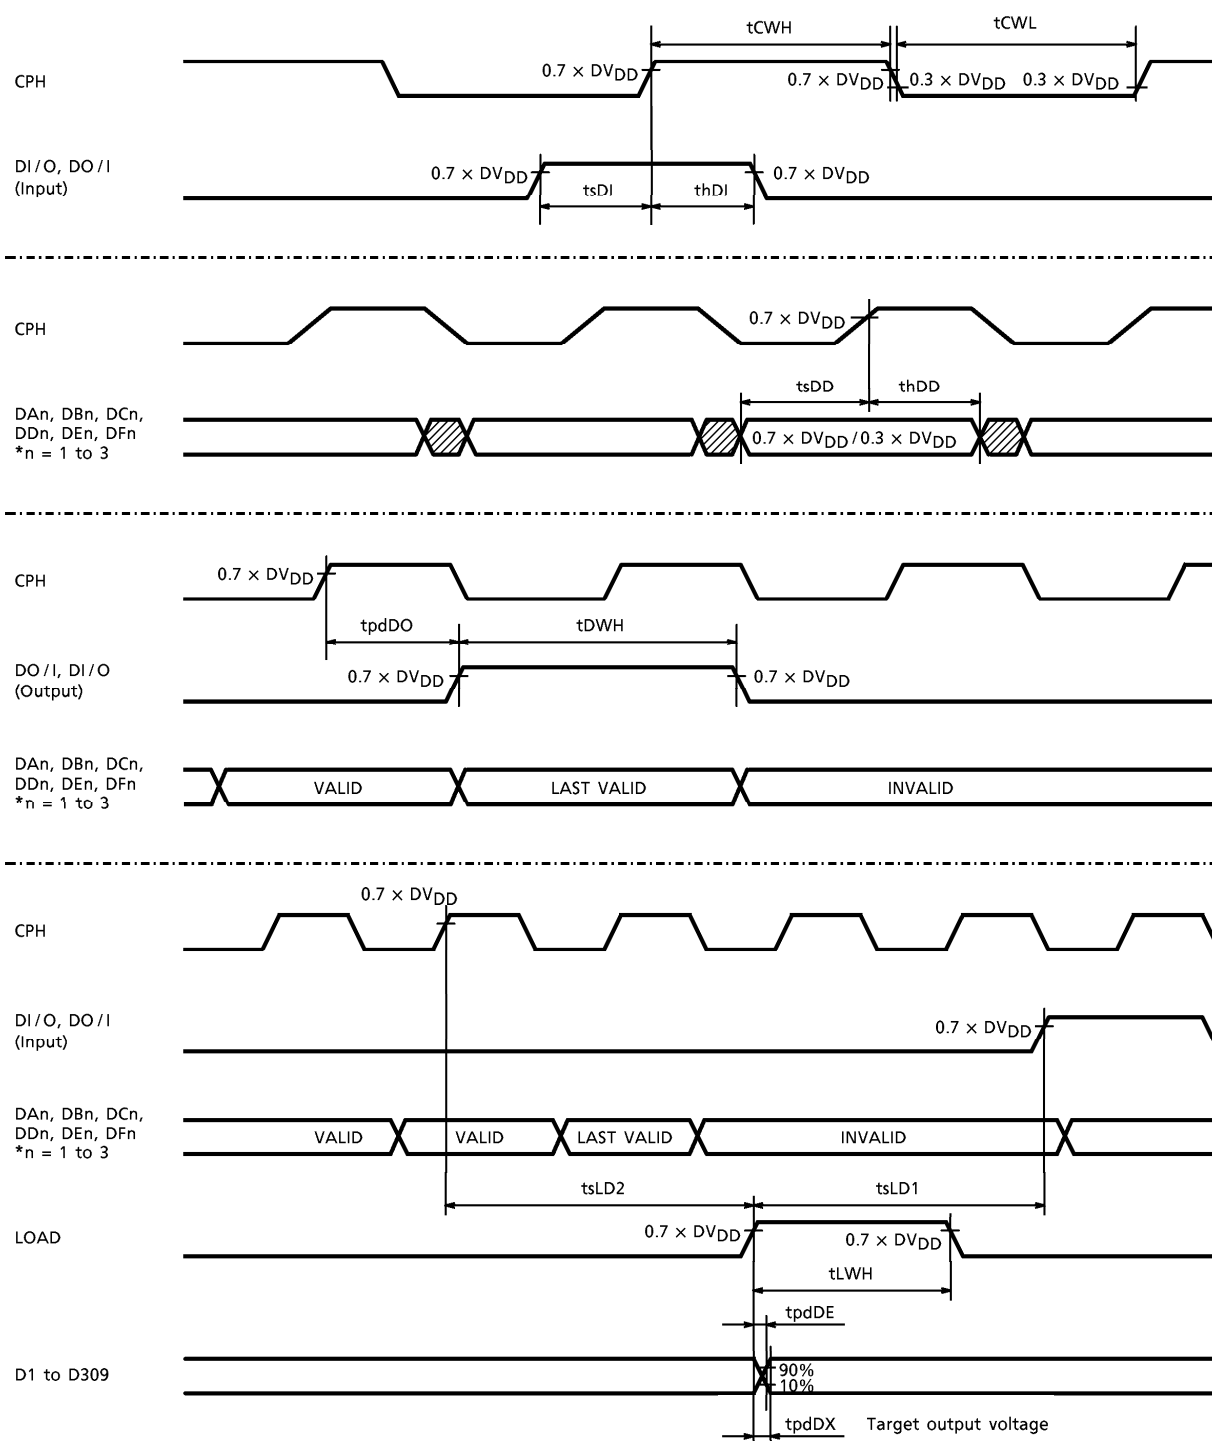 tCWH
tCWL
CPH
0.7 × DVDD
0.7 × DVDD
0.3 × DVDD
0.3 × DVDD
DI/O, DO/I
(Input)
0.7 × DVDD
tsDI
thDI
0.7 × DVDD
CPH
0.7 × DVDD
tsDD
thDD
DAn, DBn, DCn,
DDn, DEn, DFn
*n = 1 to 3
0.7 × DVDD/0.3 × DVDD
CPH
0.7 × DVDD
tpdDO
tDWH
DO/I, DI/O
(Output)
0.7 × DVDD
0.7 × DVDD
DAn, DBn, DCn,
DDn, DEn, DFn
*n = 1 to 3
VALID
LAST VALID
INVALID
0.7 × DVDD
CPH
DI/O, DO/I
(Input)
0.7 × DVDD
DAn, DBn, DCn,
DDn, DEn, DFn
*n = 1 to 3
VALID
VALID
LAST VALID
INVALID
tsLD2
tsLD1
LOAD
0.7 × DVDD
0.7 × DVDD
tLWH
tpdDE
D1 to D309
90%
10%
tpdDX
Target output voltage